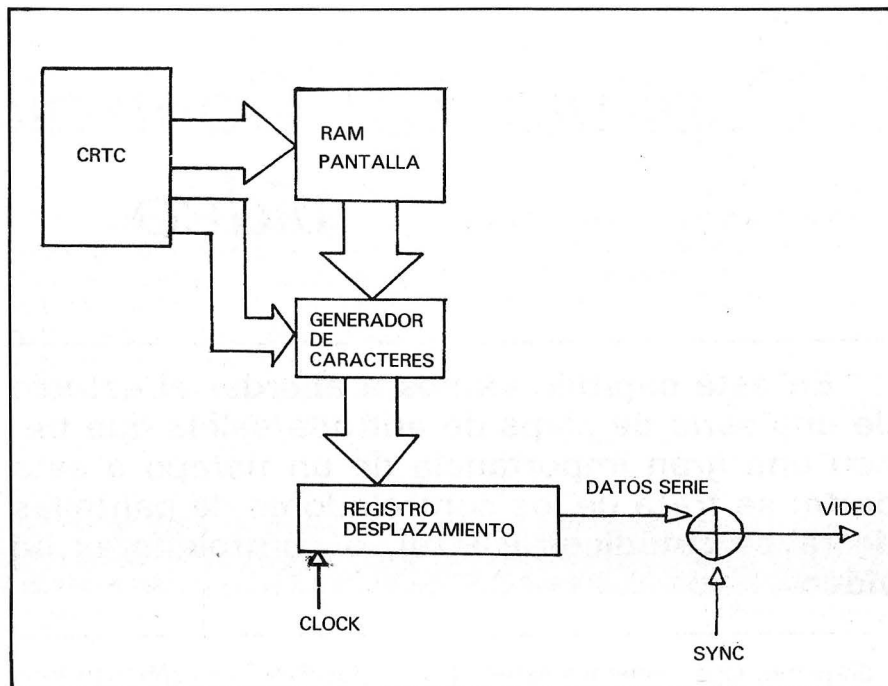 CRTC
RAM
PANTALLA
GENERADOR
DE
CARACTERES
REGISTRO
DESPLAZAMIENTO
DATOS SERIE
VIDEO
CLOCK
SYNC